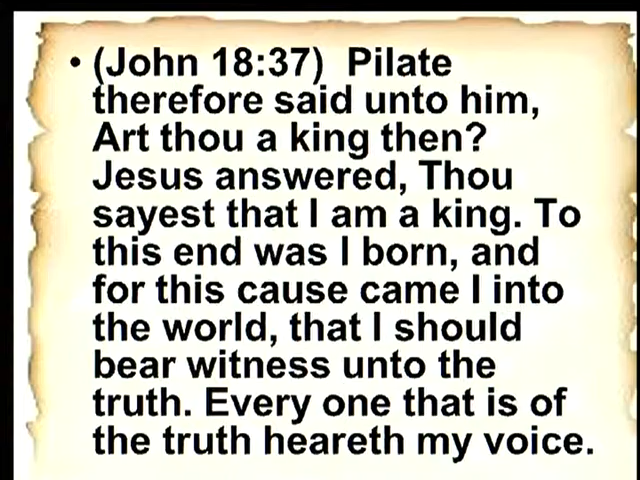 • (John 18:37)  Pilate
therefore said unto him,
Art thou a king then?
Jesus answered, Thou
sayest that I am a king. To
this end was I born, and
for this cause came I into
the world, that I should
bear witness unto the
truth. Every one that is of
the truth heareth my voice.